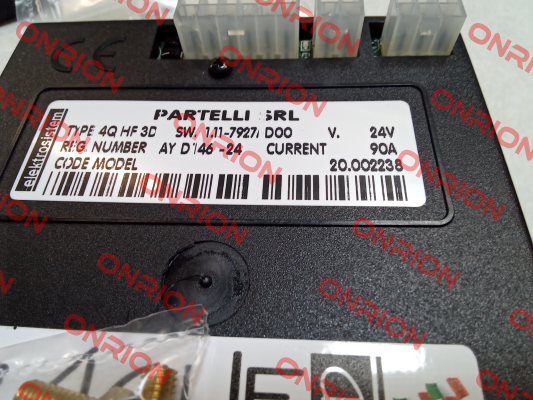 CE
PARTELLI SRL
elektrosistem
TYPE 4Q HF 3D SW. 1.11-7927/ D00 V. 24V
REG NUMBER AY D146 -24 CURRENT 90A
CODE MODEL 20.002238
ONRION